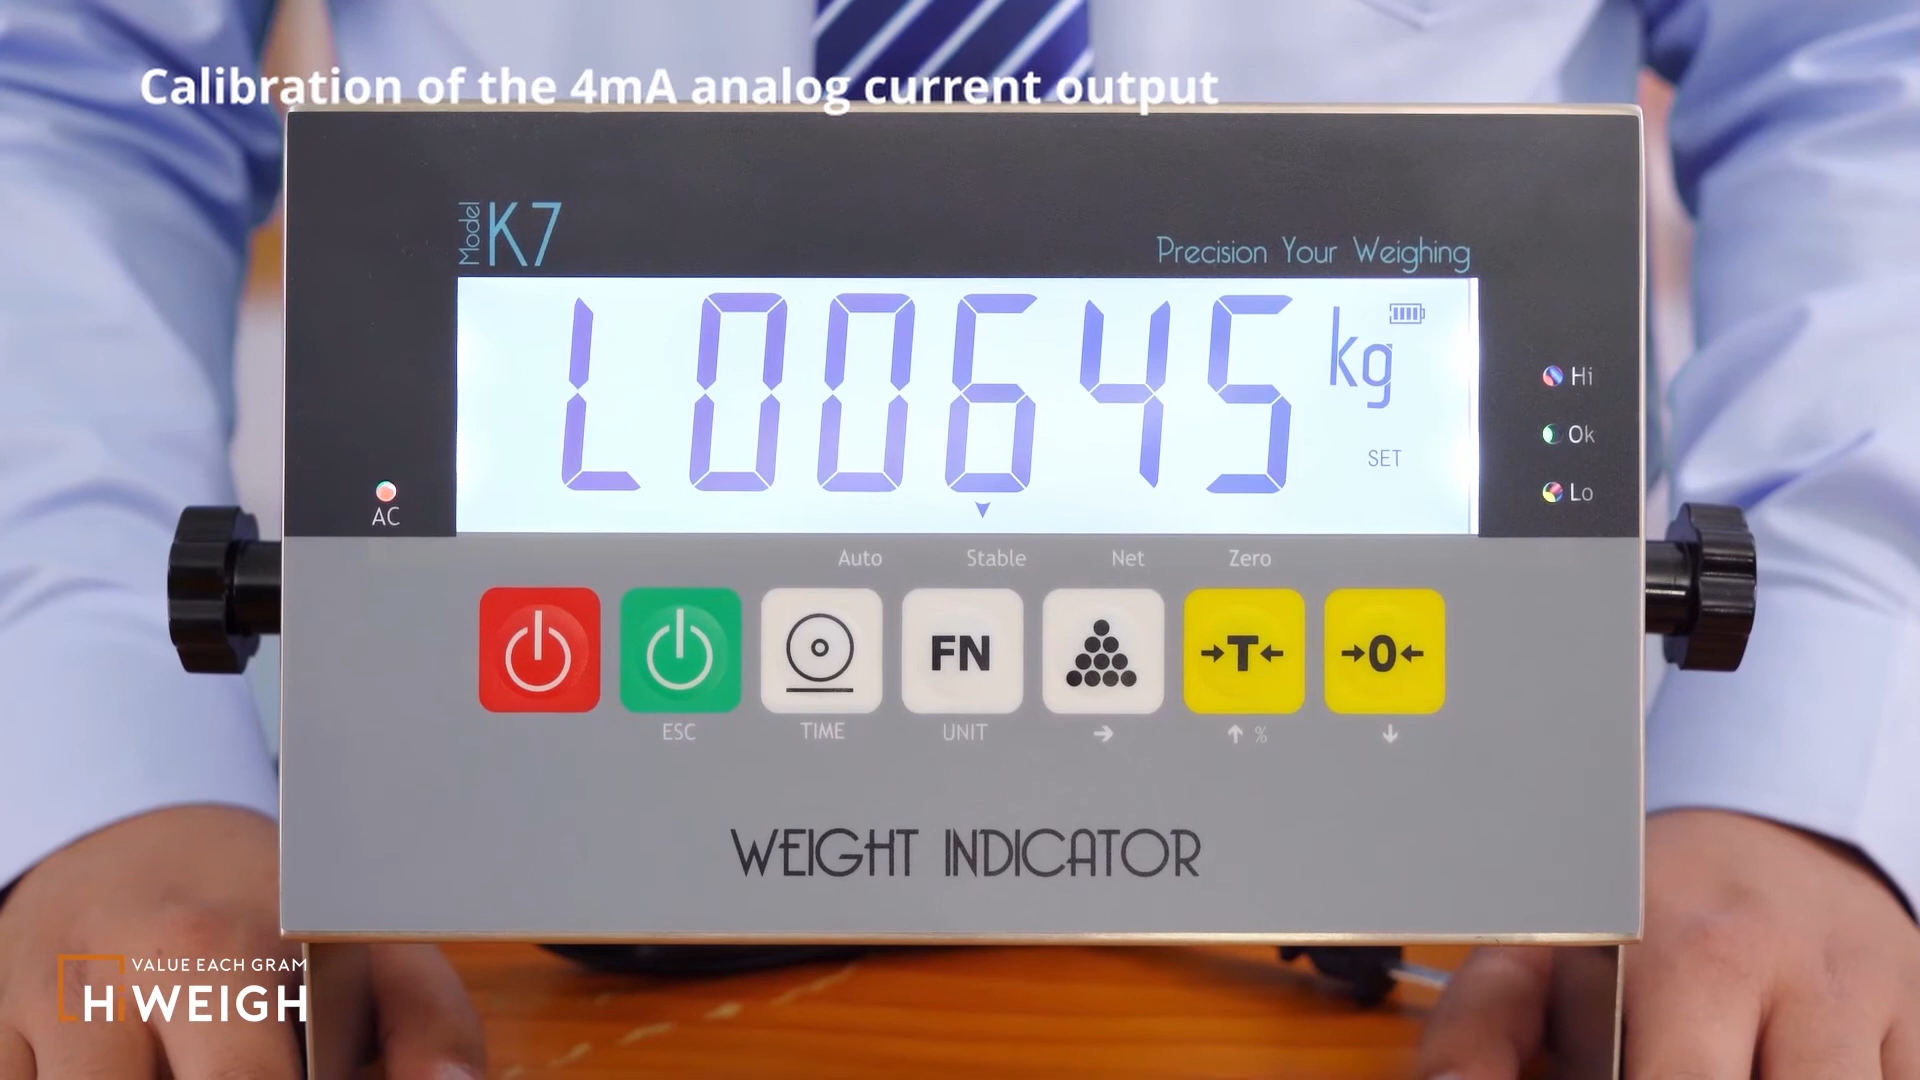 Calibration of the 4mA analog current output
Model K7
Precision Your Weighing
L00645 kg
SET
Hi
Ok
Lo
AC
Auto Stable Net Zero
FN
→T← →0←
ESC TIME UNIT → ↑ % ↓
WEIGHT INDICATOR
VALUE EACH GRAM
HiWEIGH